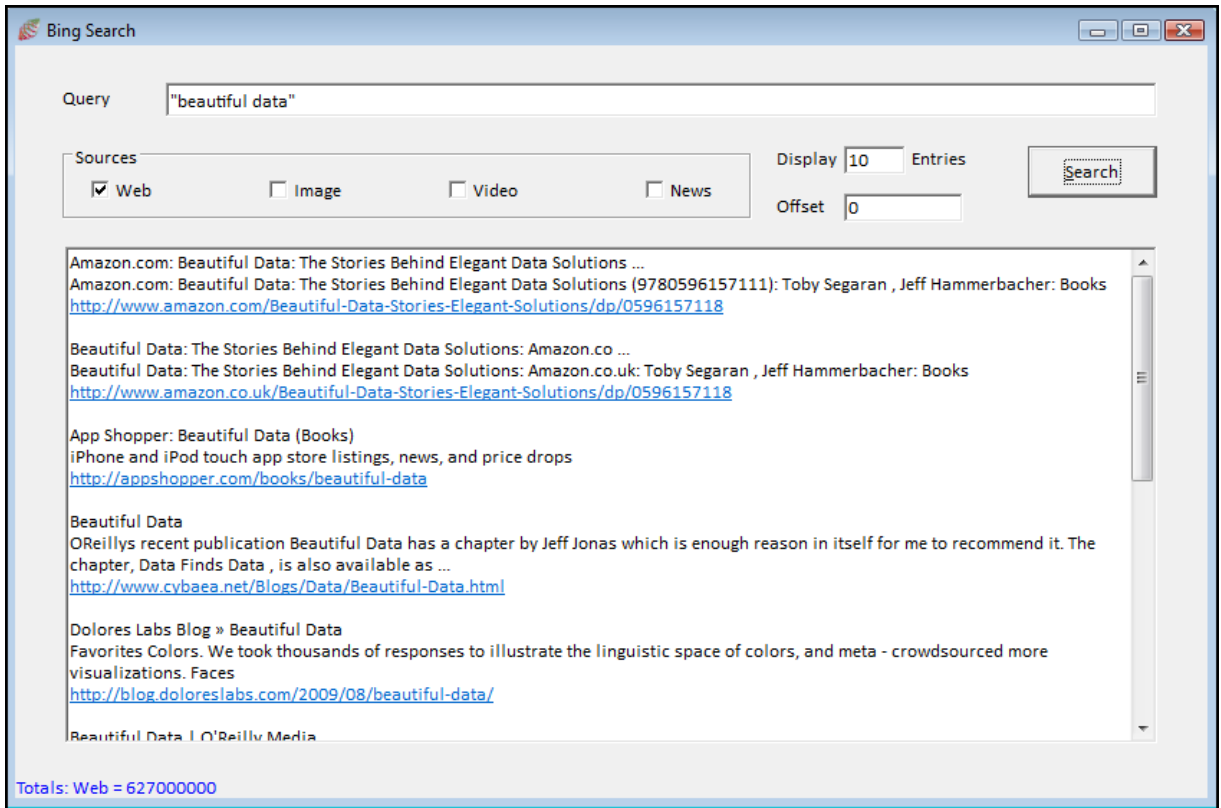 Bing Search
Query "beautiful data"
Sources
Web Image Video News
Display 10 Entries
Offset 0
Search
Amazon.com: Beautiful Data: The Stories Behind Elegant Data Solutions ...
Amazon.com: Beautiful Data: The Stories Behind Elegant Data Solutions (9780596157111): Toby Segaran , Jeff Hammerbacher: Books
http://www.amazon.com/Beautiful-Data-Stories-Elegant-Solutions/dp/0596157118
Beautiful Data: The Stories Behind Elegant Data Solutions: Amazon.co ...
Beautiful Data: The Stories Behind Elegant Data Solutions: Amazon.co.uk: Toby Segaran , Jeff Hammerbacher: Books
http://www.amazon.co.uk/Beautiful-Data-Stories-Elegant-Solutions/dp/0596157118
App Shopper: Beautiful Data (Books)
iPhone and iPod touch app store listings, news, and price drops
http://appshopper.com/books/beautiful-data
Beautiful Data
OReillys recent publication Beautiful Data has a chapter by Jeff Jonas which is enough reason in itself for me to recommend it. The
chapter, Data Finds Data , is also available as ...
http://www.cybaea.net/Blogs/Data/Beautiful-Data.html
Dolores Labs Blog » Beautiful Data
Favorites Colors. We took thousands of responses to illustrate the linguistic space of colors, and meta - crowdsourced more
visualizations. Faces
http://blog.doloreslabs.com/2009/08/beautiful-data/
Beautiful Data | O'Reilly Media
Totals: Web = 627000000